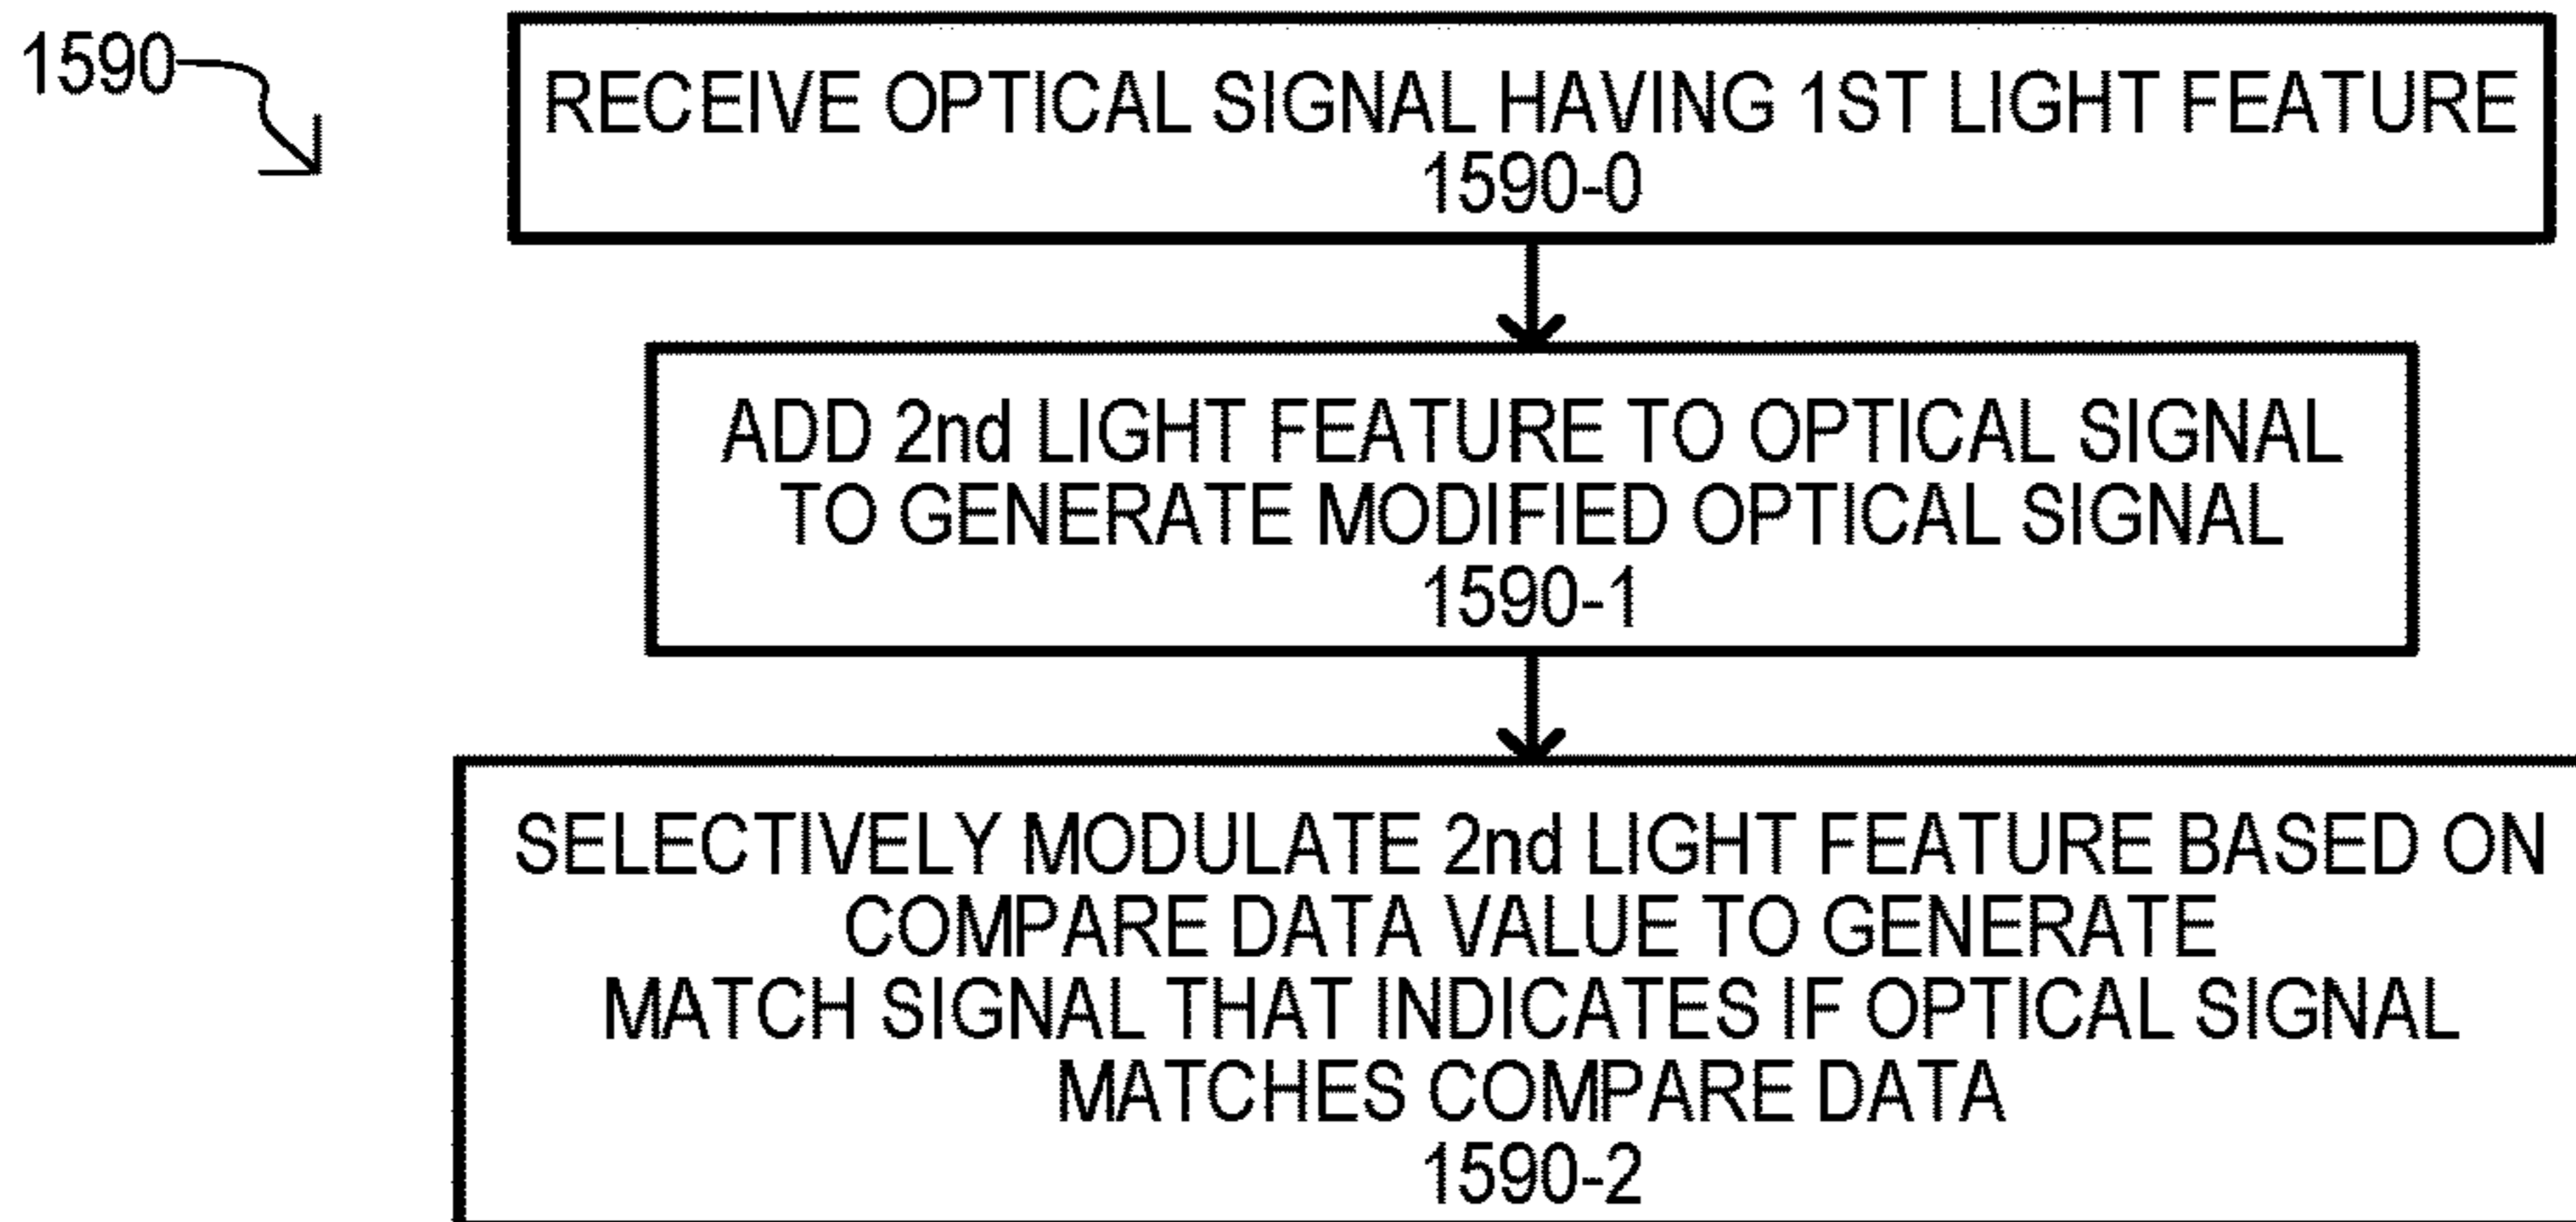 1590
RECEIVE OPTICAL SIGNAL HAVING 1ST LIGHT FEATURE
1590-0
ADD 2nd LIGHT FEATURE TO OPTICAL SIGNAL
TO GENERATE MODIFIED OPTICAL SIGNAL
1590-1
SELECTIVELY MODULATE 2nd LIGHT FEATURE BASED ON
COMPARE DATA VALUE TO GENERATE
MATCH SIGNAL THAT INDICATES IF OPTICAL SIGNAL
MATCHES COMPARE DATA
1590-2